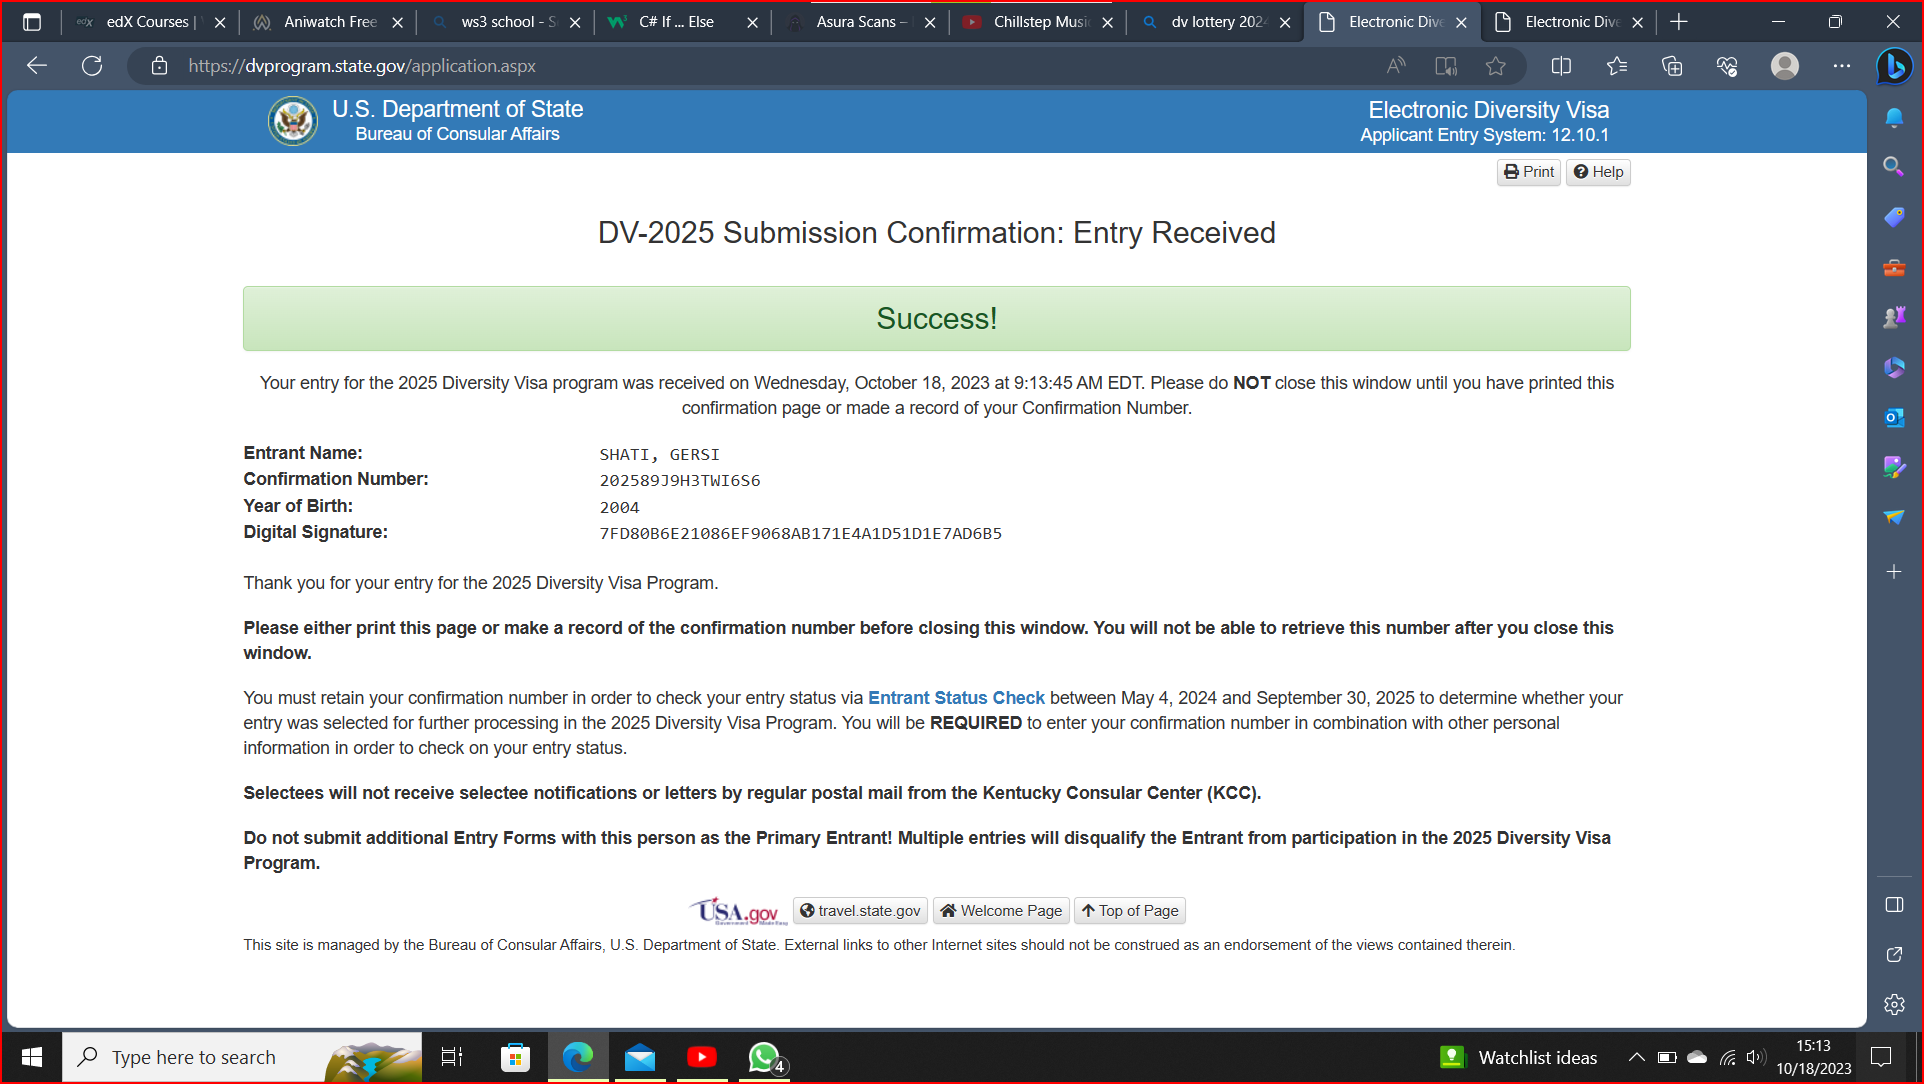 edX Courses |
Aniwatch Free
ws3 school - S
C# If ... Else
Asura Scans –
Chillstep Musi
dv lottery 2024
Electronic Dive
Electronic Dive
https://dvprogram.state.gov/application.aspx
U.S. Department of State
Bureau of Consular Affairs
Electronic Diversity Visa
Applicant Entry System: 12.10.1
Print
Help
DV-2025 Submission Confirmation: Entry Received
Success!
Your entry for the 2025 Diversity Visa program was received on Wednesday, October 18, 2023 at 9:13:45 AM EDT. Please do NOT close this window until you have printed this
confirmation page or made a record of your Confirmation Number.
Entrant Name: SHATI, GERSI
Confirmation Number: 202589J9H3TWI6S6
Year of Birth: 2004
Digital Signature: 7FD80B6E21086EF9068AB171E4A1D51D1E7AD6B5
Thank you for your entry for the 2025 Diversity Visa Program.
Please either print this page or make a record of the confirmation number before closing this window. You will not be able to retrieve this number after you close this
window.
You must retain your confirmation number in order to check your entry status via Entrant Status Check between May 4, 2024 and September 30, 2025 to determine whether your
entry was selected for further processing in the 2025 Diversity Visa Program. You will be REQUIRED to enter your confirmation number in combination with other personal
information in order to check on your entry status.
Selectees will not receive selectee notifications or letters by regular postal mail from the Kentucky Consular Center (KCC).
Do not submit additional Entry Forms with this person as the Primary Entrant! Multiple entries will disqualify the Entrant from participation in the 2025 Diversity Visa
Program.
USA.gov
travel.state.gov
Welcome Page
Top of Page
This site is managed by the Bureau of Consular Affairs, U.S. Department of State. External links to other Internet sites should not be construed as an endorsement of the views contained therein.
Type here to search
4
Watchlist ideas
15:13
10/18/2023